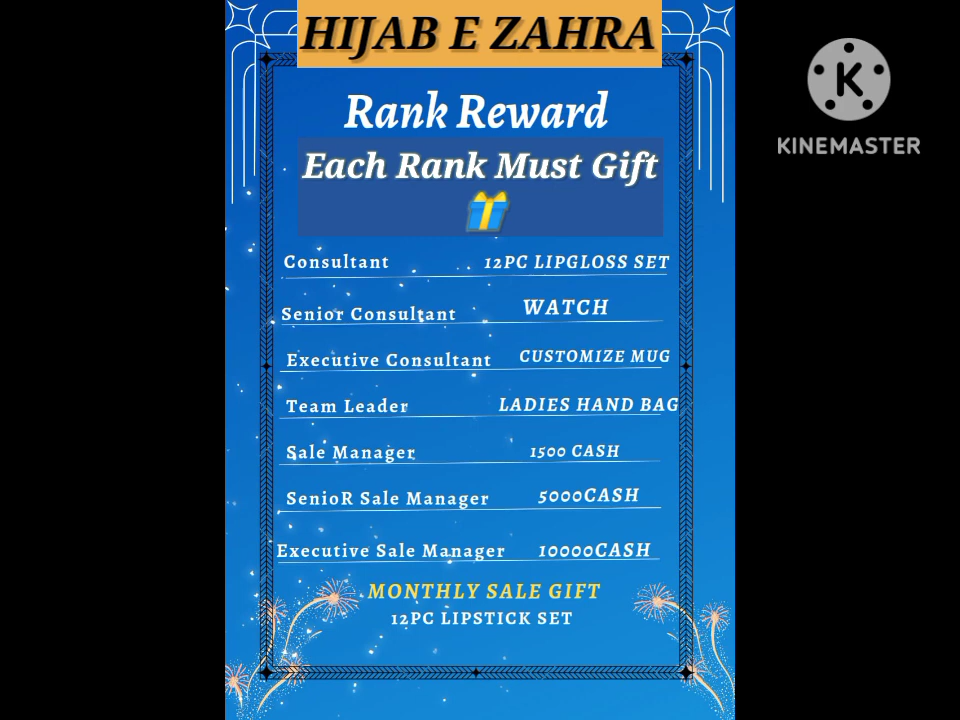 HIJAB E ZAHRA
KINEMASTER
Rank Reward
Each Rank Must Gift
Consultant 12PC LIPGLOSS SET
Senior Consultant WATCH
Executive Consultant CUSTOMIZE MUG
Team Leader LADIES HAND BAG
Sale Manager 1500 CASH
SenioR Sale Manager 5000CASH
Executive Sale Manager 10000CASH
MONTHLY SALE GIFT
12PC LIPSTICK SET